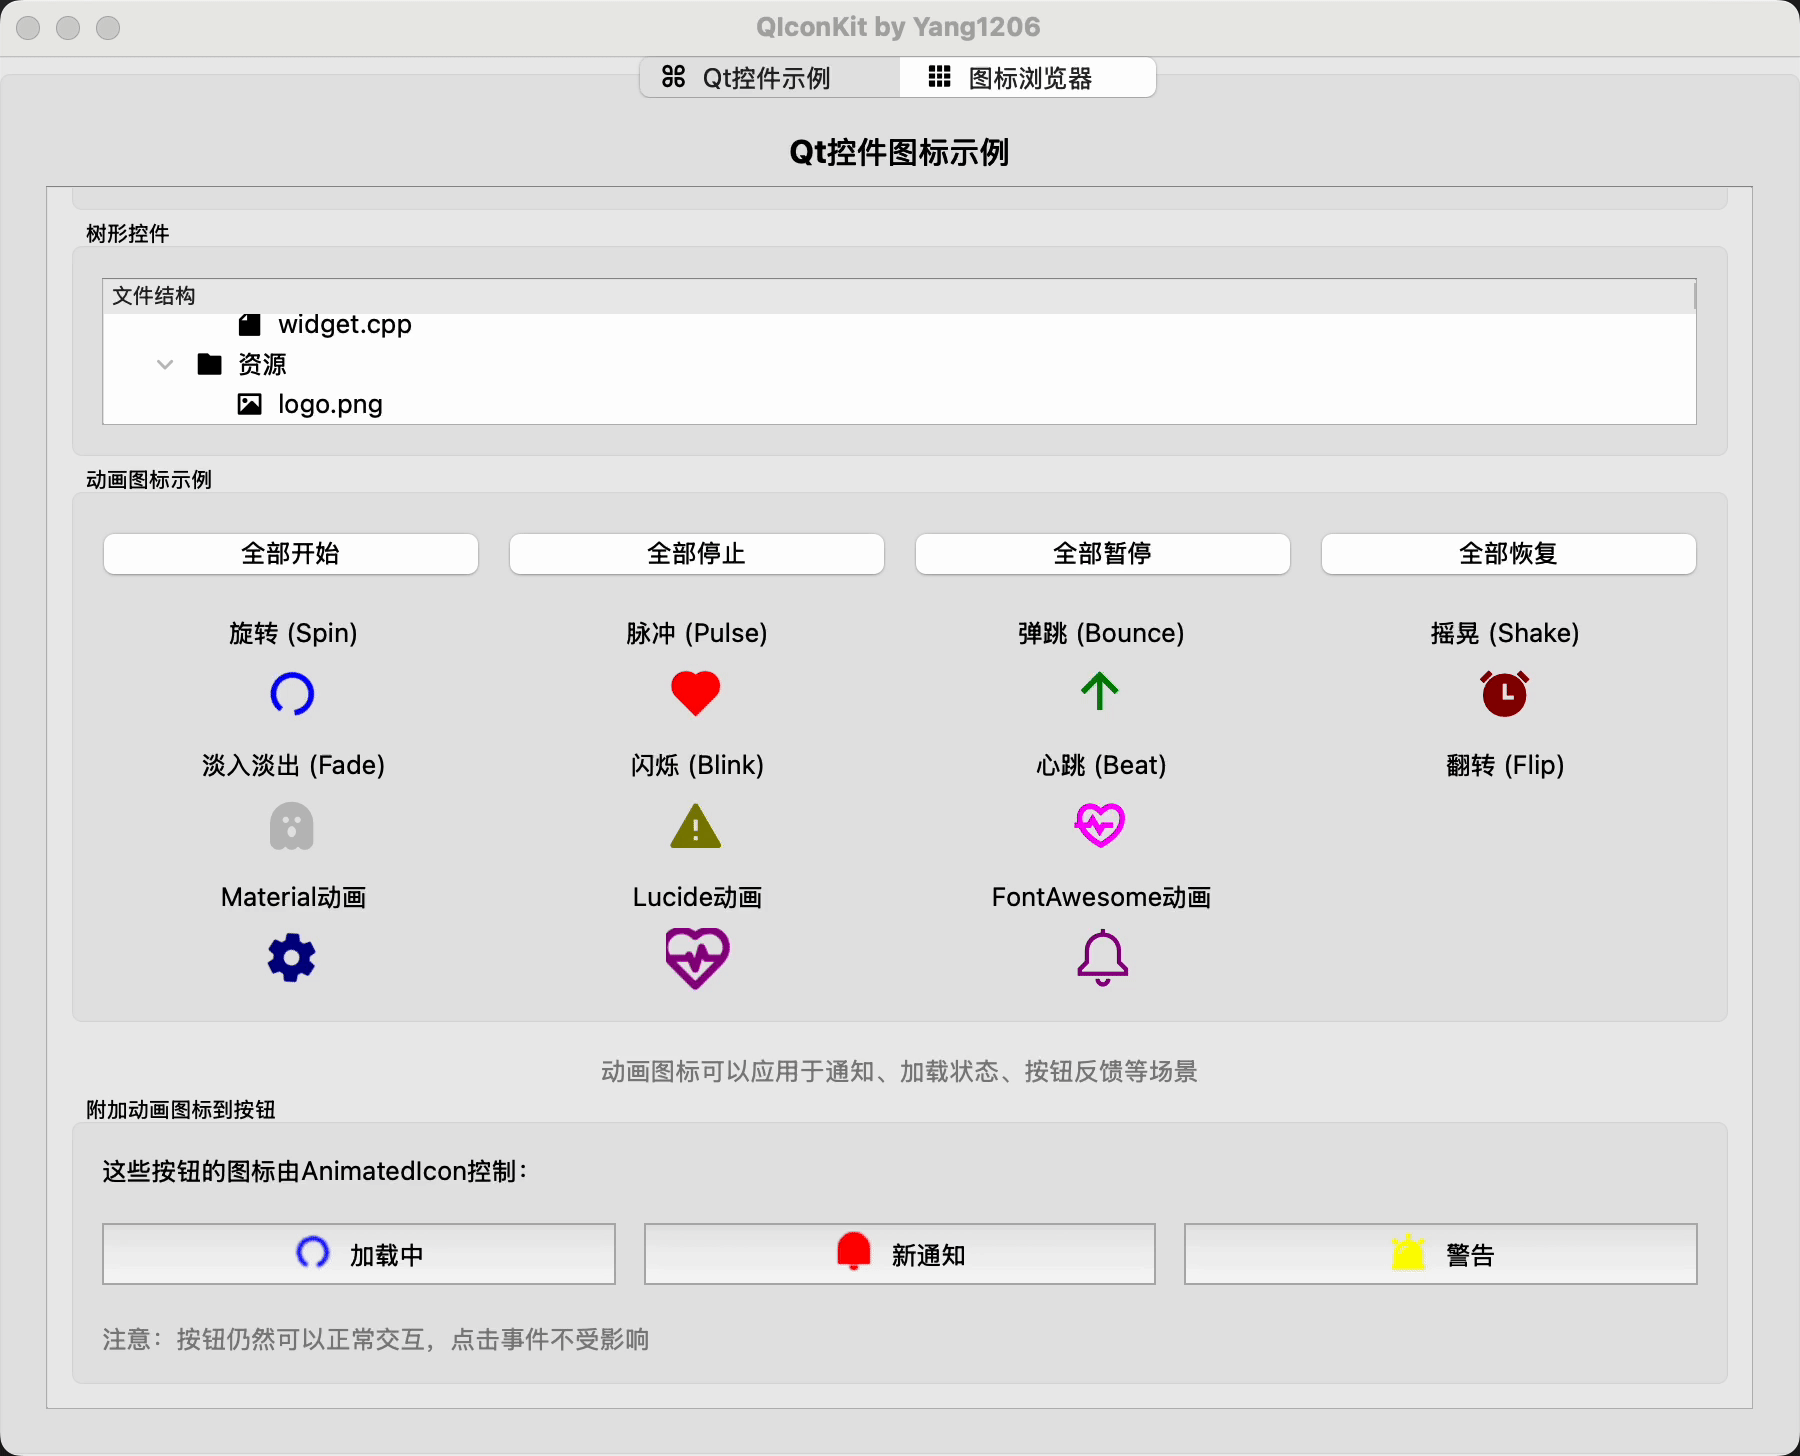 QIconKit by Yang1206
Qt控件示例
图标浏览器
Qt控件图标示例
树形控件
文件结构
widget.cpp
资源
logo.png
动画图标示例
全部开始 全部停止 全部暂停 全部恢复
旋转 (Spin) 脉冲 (Pulse) 弹跳 (Bounce) 摇晃 (Shake)
淡入淡出 (Fade) 闪烁 (Blink) 心跳 (Beat) 翻转 (Flip)
Material动画 Lucide动画 FontAwesome动画
动画图标可以应用于通知、加载状态、按钮反馈等场景
附加动画图标到按钮
这些按钮的图标由AnimatedIcon控制：
加载中 新通知 警告
注意：按钮仍然可以正常交互，点击事件不受影响